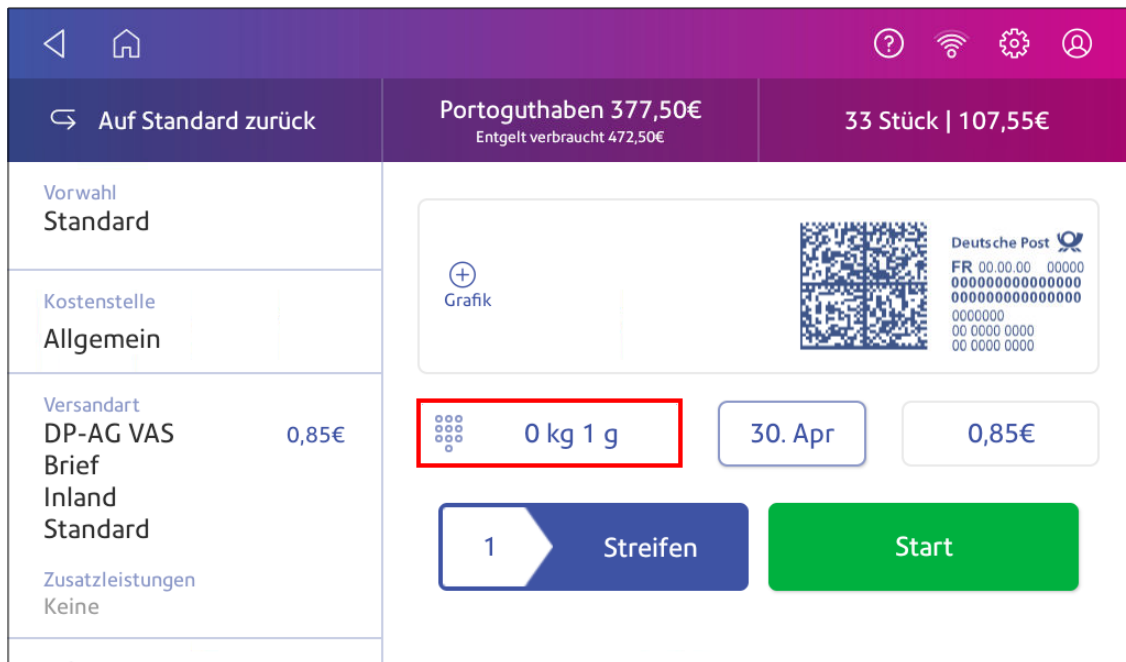 Auf Standard zurück
Portoguthaben 377,50€
Entgelt verbraucht 472,50€
33 Stück | 107,55€
Vorwahl
Standard
Kostenstelle
Allgemein
Versandart
DP-AG VAS 0,85€
Brief
Inland
Standard
Zusatzleistungen
Keine
Grafik
Deutsche Post
FR 00.00.00 00000
000000000000000
000000000000000
0000000
00 0000 0000
00 0000 0000
0 kg 1 g
30. Apr
0,85€
1 Streifen
Start